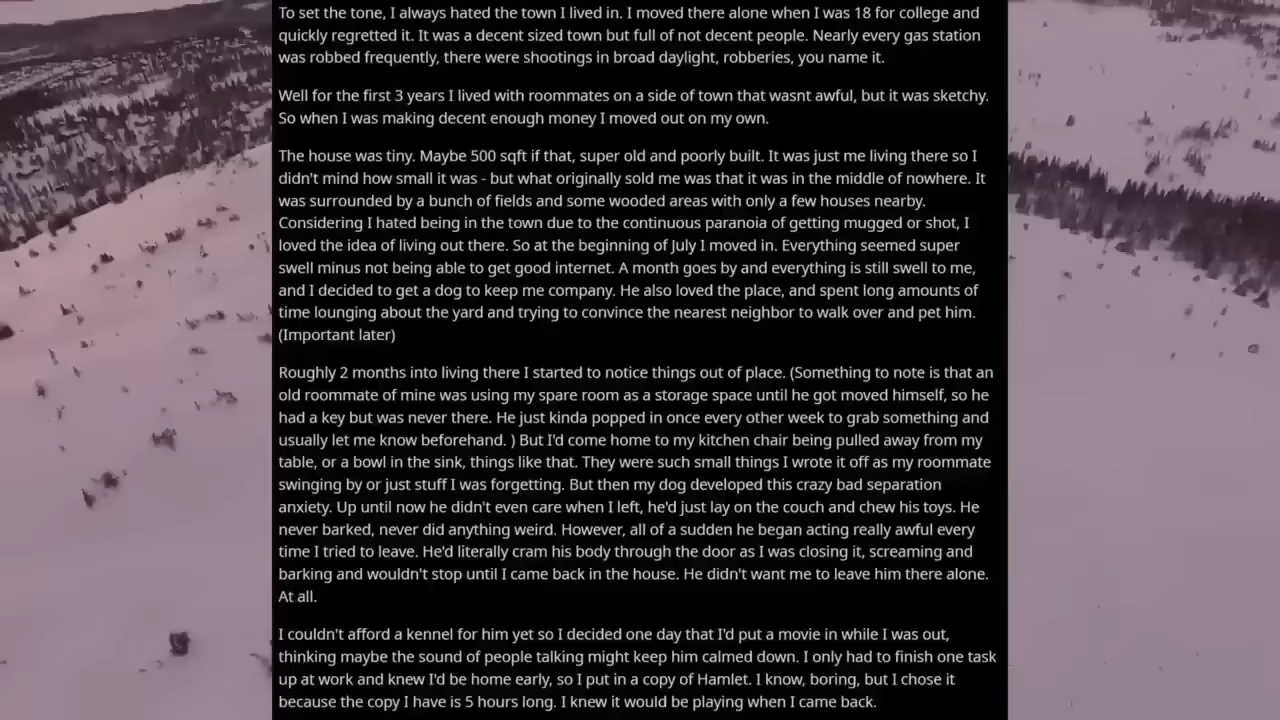 To set the tone, I always hated the town I lived in. I moved there alone when I was 18 for college and
quickly regretted it. It was a decent sized town but full of not decent people. Nearly every gas station
was robbed frequently, there were shootings in broad daylight, robberies, you name it.
Well for the first 3 years I lived with roommates on a side of town that wasnt awful, but it was sketchy.
So when I was making decent enough money I moved out on my own.
The house was tiny. Maybe 500 sqft if that, super old and poorly built. It was just me living there so I
didn't mind how small it was - but what originally sold me was that it was in the middle of nowhere. It
was surrounded by a bunch of fields and some wooded areas with only a few houses nearby.
Considering I hated being in the town due to the continuous paranoia of getting mugged or shot, I
loved the idea of living out there. So at the beginning of July I moved in. Everything seemed super
swell minus not being able to get good internet. A month goes by and everything is still swell to me,
and I decided to get a dog to keep me company. He also loved the place, and spent long amounts of
time lounging about the yard and trying to convince the nearest neighbor to walk over and pet him.
(Important later)
Roughly 2 months into living there I started to notice things out of place. (Something to note is that an
old roommate of mine was using my spare room as a storage space until he got moved himself, so he
had a key but was never there. He just kinda popped in once every other week to grab something and
usually let me know beforehand. ) But I'd come home to my kitchen chair being pulled away from my
table, or a bowl in the sink, things like that. They were such small things I wrote it off as my roommate
swinging by or just stuff I was forgetting. But then my dog developed this crazy bad separation
anxiety. Up until now he didn't even care when I left, he'd just lay on the couch and chew his toys. He
never barked, never did anything weird. However, all of a sudden he began acting really awful every
time I tried to leave. He'd literally cram his body through the door as I was closing it, screaming and
barking and wouldn't stop until I came back in the house. He didn't want me to leave him there alone.
At all.
I couldn't afford a kennel for him yet so I decided one day that I'd put a movie in while I was out,
thinking maybe the sound of people talking might keep him calmed down. I only had to finish one task
up at work and knew I'd be home early, so I put in a copy of Hamlet. I know, boring, but I chose it
because the copy I have is 5 hours long. I knew it would be playing when I came back.